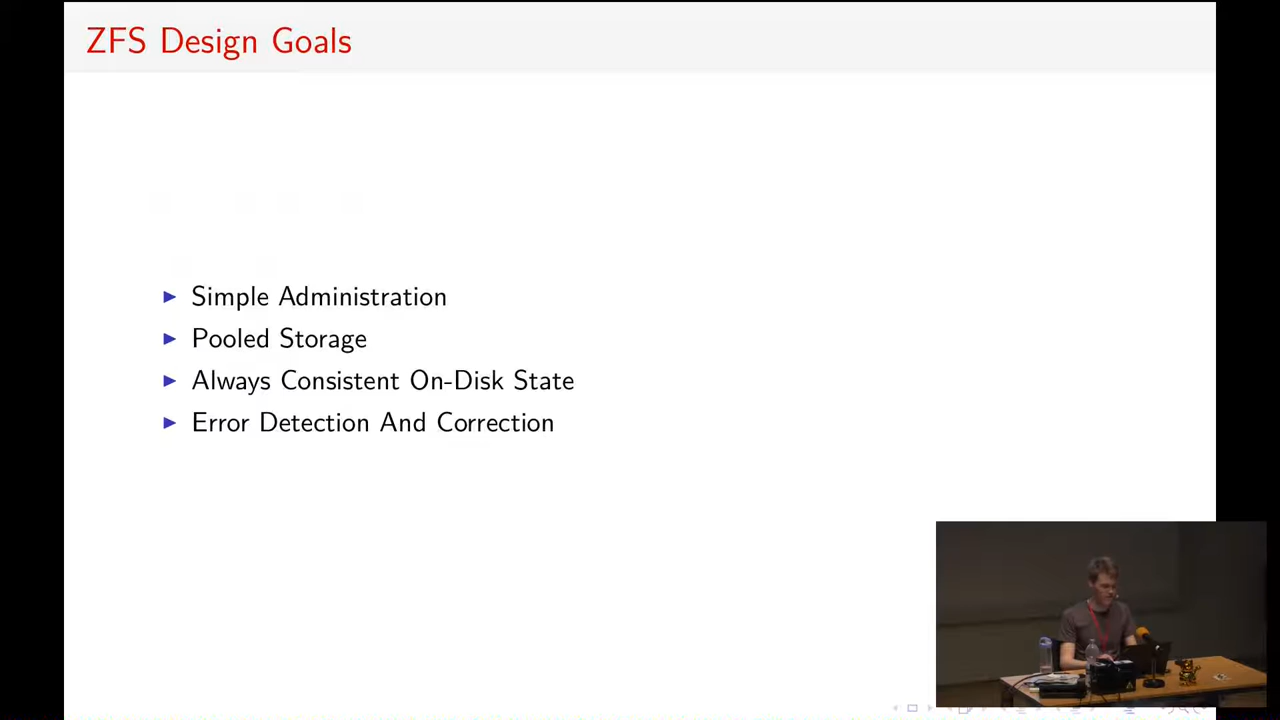 ZFS Design Goals
Simple Administration
Pooled Storage
Always Consistent On-Disk State
Error Detection And Correction